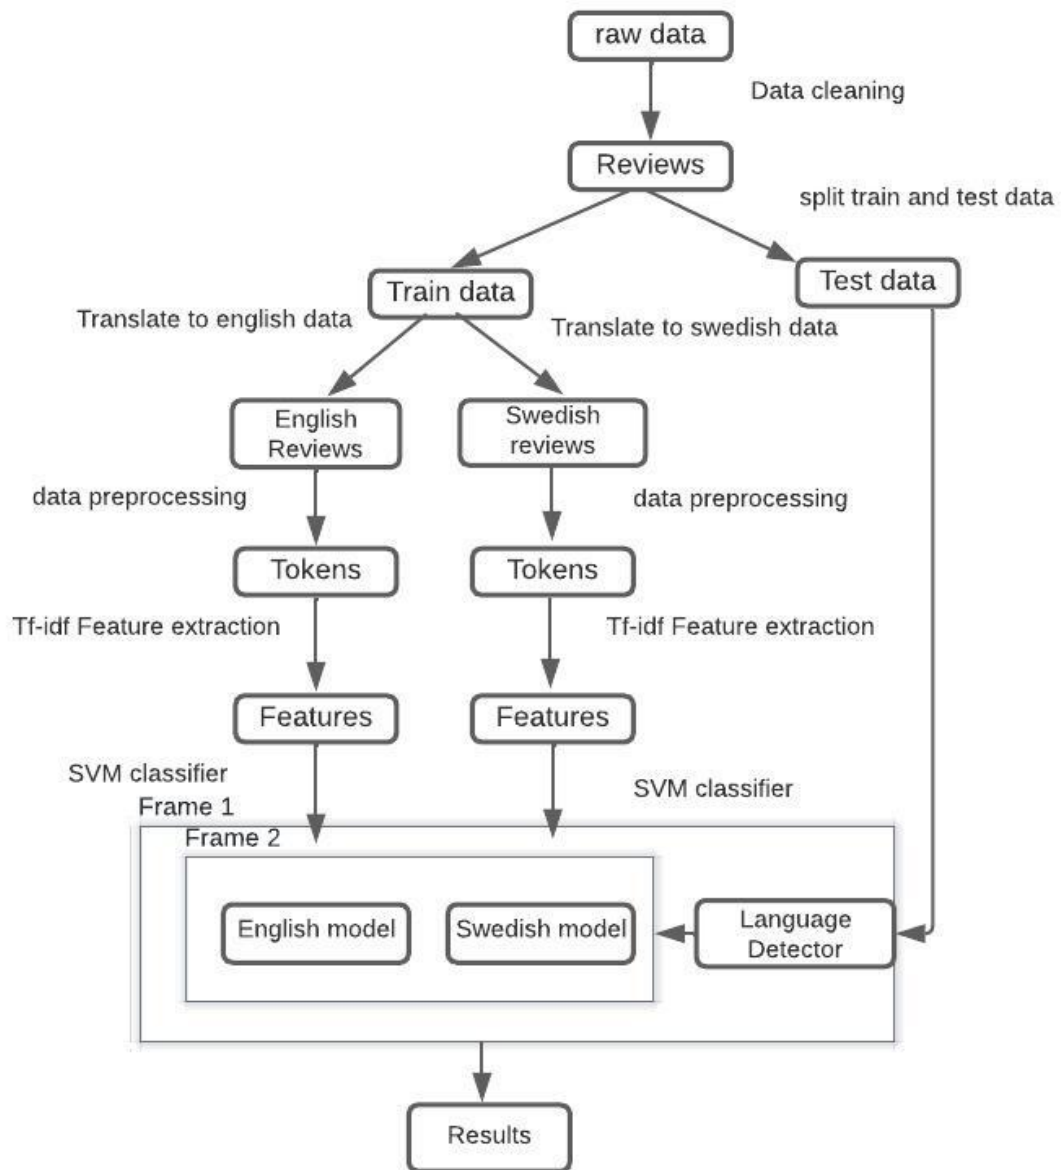 raw data
Data cleaning
Reviews
split train and test data
Train data
Test data
Translate to english data
Translate to swedish data
English
Reviews
Swedish
reviews
data preprocessing
data preprocessing
Tokens
Tokens
Tf-idf Feature extraction
Tf-idf Feature extraction
Features
Features
SVM classifier
SVM classifier
Frame 1
Frame 2
English model
Swedish model
Language
Detector
Results